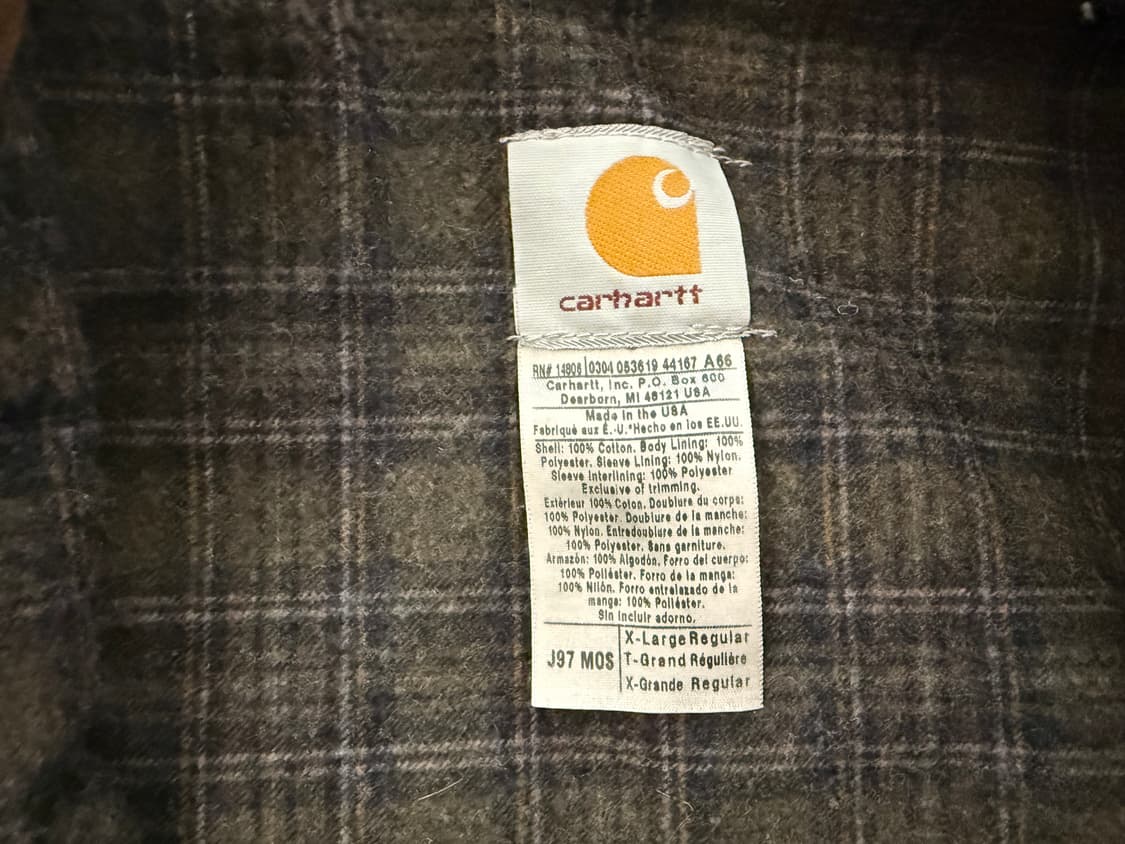 carhartt
RN# 14806 0304 053619 44167 A66
Carhartt, Inc. P.O. Box 600
Dearborn, MI 48121 USA
Made in the USA
Fabriqué aux É.-U.*Hecho en los EE.UU.
Shell: 100% Cotton. Body Lining: 100%
Polyester. Sleeve Lining: 100% Nylon.
Sleeve Interlining: 100% Polyester
Exclusive of trimming.
Extérieur 100% Coton. Doublure du corps:
100% Polyester. Doublure de la manche:
100% Nylon. Entredoublure de la manche:
100% Polyester. Sans garniture.
Armazón: 100% Algodón. Forro del cuerpo:
100% Poliéster. Forro de la manga:
100% Nilón. Forro entrelazado de la
manga: 100% Poliéster.
Sin incluir adorno.
J97 MOS
X-Large Regular
T-Grand Régulière
X-Grande Regular